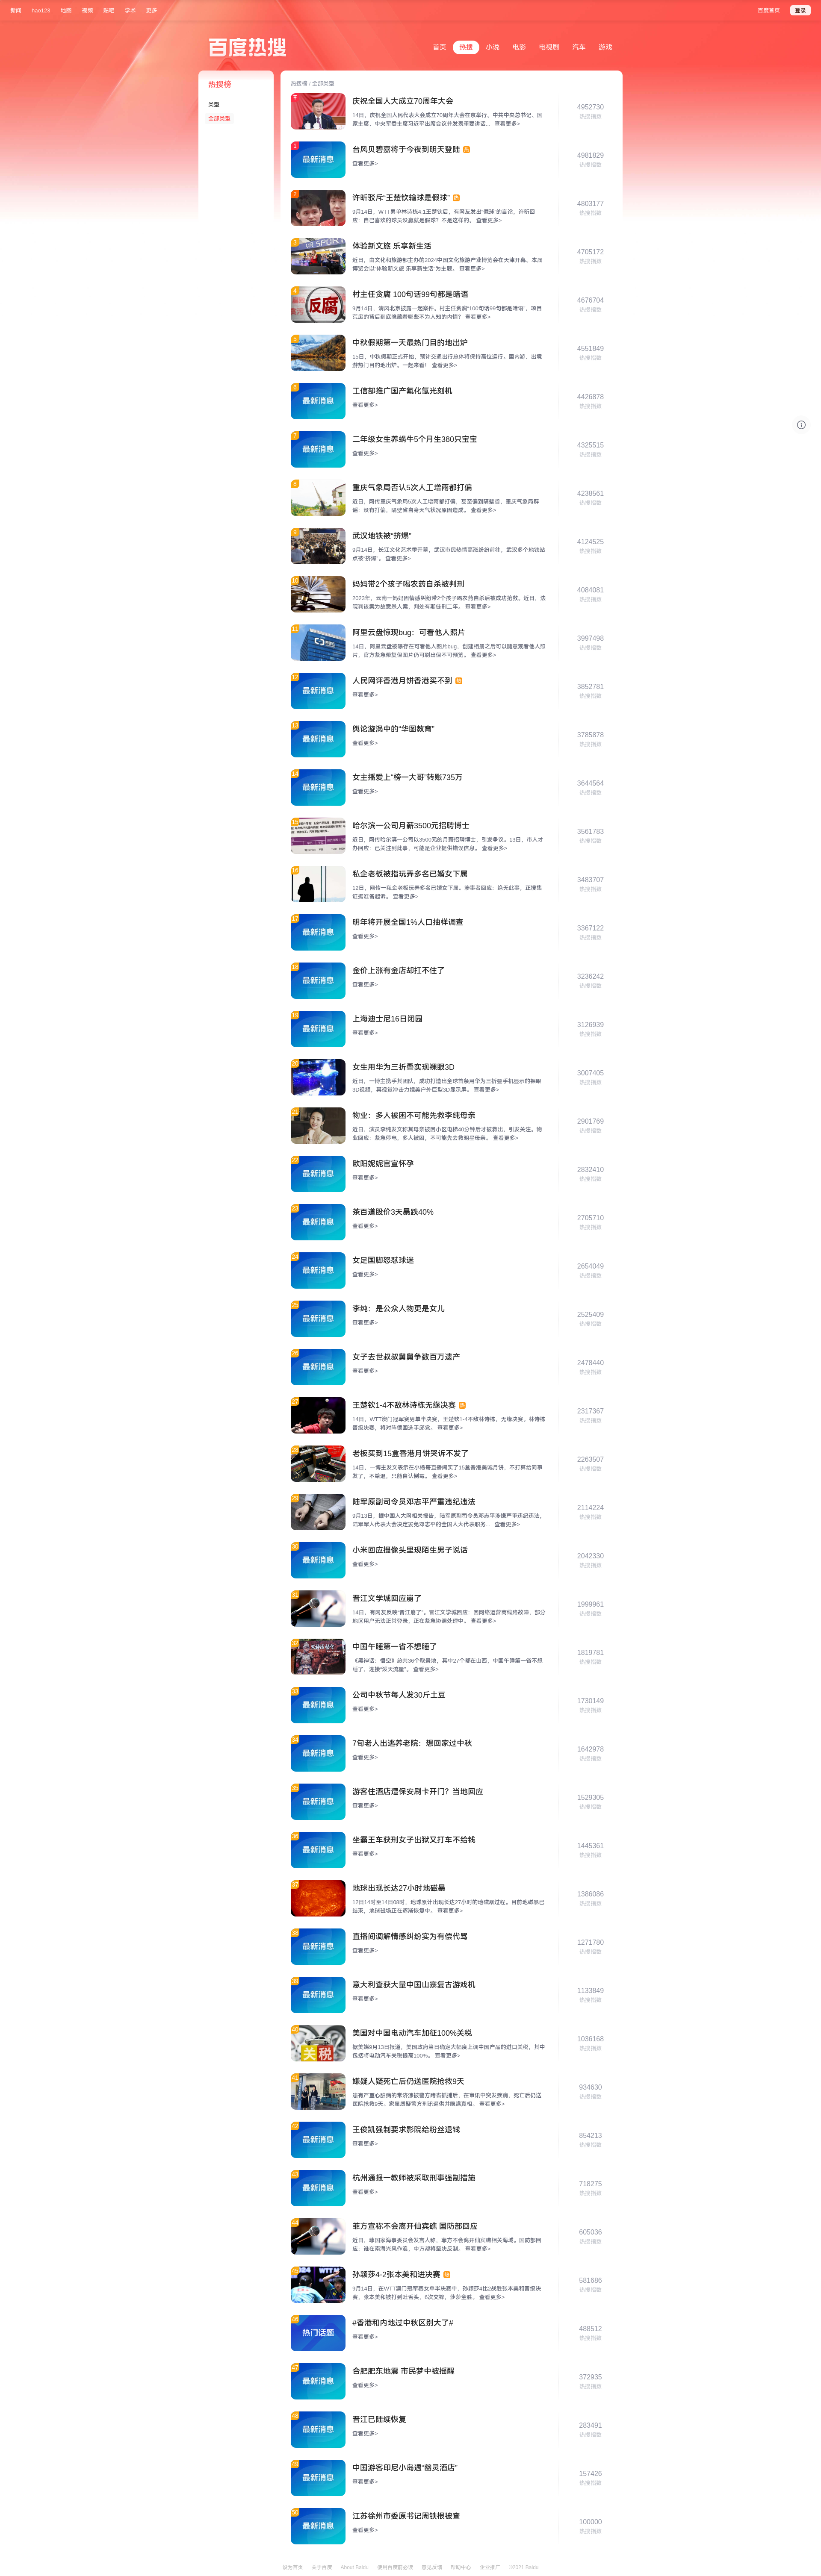 新闻 hao123 地图 视频 贴吧 学术 更多
百度首页 登录
百度热搜
首页 热搜 小说 电影 电视剧 汽车 游戏
热搜榜
类型
全部类型
热搜榜 / 全部类型
庆祝全国人大成立70周年大会
14日，庆祝全国人民代表大会成立70周年大会在京举行。中共中央总书记、国
家主席、中央军委主席习近平出席会议并发表重要讲话... 查看更多>
4952730
热搜指数
1
最新消息
台风贝碧嘉将于今夜到明天登陆 热
查看更多>
4981829
热搜指数
2
许昕驳斥“王楚钦输球是假球” 热
9月14日，WTT男单林诗栋4:1王楚钦后，有网友发出“假球”的言论，许昕回
应：自己喜欢的球员没赢就是假球？不是这样的。 查看更多>
4803177
热搜指数
3
体验新文旅 乐享新生活
近日，由文化和旅游部主办的2024中国文化旅游产业博览会在天津开幕。本届
博览会以“体验新文旅 乐享新生活”为主题。 查看更多>
4705172
热搜指数
4
反腐
村主任贪腐 100句话99句都是暗语
9月14日，清风北京披露一起案件。村主任贪腐“100句话99句都是暗语”，项目
荒废的背后到底隐藏着哪些不为人知的内情？ 查看更多>
4676704
热搜指数
5
中秋假期第一天最热门目的地出炉
15日，中秋假期正式开始，预计交通出行总体将保持高位运行。国内游、出境
游热门目的地出炉。一起来看！ 查看更多>
4551849
热搜指数
6
最新消息
工信部推广国产氟化氩光刻机
查看更多>
4426878
热搜指数
7
最新消息
二年级女生养蜗牛5个月生380只宝宝
查看更多>
4325515
热搜指数
8
重庆气象局否认5次人工增雨都打偏
近日，网传重庆气象局5次人工增雨都打偏，甚至偏到隔壁省，重庆气象局辟
谣：没有打偏，隔壁省自身天气状况原因造成。 查看更多>
4238561
热搜指数
9
武汉地铁被“挤爆”
9月14日，长江文化艺术季开幕，武汉市民热情高涨纷纷前往，武汉多个地铁站
点被“挤爆”。 查看更多>
4124525
热搜指数
10
妈妈带2个孩子喝农药自杀被判刑
2023年，云南一妈妈因情感纠纷带2个孩子喝农药自杀后被成功抢救。近日，法
院判该案为故意杀人案，判处有期徒刑二年。 查看更多>
4084081
热搜指数
11
阿里云盘惊现bug：可看他人照片
14日，阿里云盘被曝存在可看他人图片bug，创建相册之后可以随意观看他人照
片，官方紧急修复但图片仍可刷出但不可预览。 查看更多>
3997498
热搜指数
12
最新消息
人民网评香港月饼香港买不到 热
查看更多>
3852781
热搜指数
13
最新消息
舆论漩涡中的“华图教育”
查看更多>
3785878
热搜指数
14
最新消息
女主播爱上“榜一大哥”转账735万
查看更多>
3644564
热搜指数
15
哈尔滨一公司月薪3500元招聘博士
近日，网传哈尔滨一公司以3500元的月薪招聘博士，引发争议。13日，市人才
办回应：已关注到此事，可能是企业提供错误信息。 查看更多>
3561783
热搜指数
16
私企老板被指玩弄多名已婚女下属
12日，网传一私企老板玩弄多名已婚女下属。涉事者回应：绝无此事，正搜集
证据准备起诉。 查看更多>
3483707
热搜指数
17
最新消息
明年将开展全国1%人口抽样调查
查看更多>
3367122
热搜指数
18
最新消息
金价上涨有金店却扛不住了
查看更多>
3236242
热搜指数
19
最新消息
上海迪士尼16日闭园
查看更多>
3126939
热搜指数
20
女生用华为三折叠实现裸眼3D
近日，一博主携手其团队，成功打造出全球首条用华为三折叠手机显示的裸眼
3D视频，其视觉冲击力媲美户外巨型3D显示屏。 查看更多>
3007405
热搜指数
21
物业：多人被困不可能先救李纯母亲
近日，演员李纯发文称其母亲被困小区电梯40分钟后才被救出，引发关注。物
业回应：紧急停电，多人被困，不可能先去救明星母亲。 查看更多>
2901769
热搜指数
22
最新消息
欧阳妮妮官宣怀孕
查看更多>
2832410
热搜指数
23
最新消息
茶百道股价3天暴跌40%
查看更多>
2705710
热搜指数
24
最新消息
女足国脚怒怼球迷
查看更多>
2654049
热搜指数
25
最新消息
李纯：是公众人物更是女儿
查看更多>
2525409
热搜指数
26
最新消息
女子去世叔叔舅舅争数百万遗产
查看更多>
2478440
热搜指数
27
王楚钦1-4不敌林诗栋无缘决赛 热
14日，WTT澳门冠军赛男单半决赛，王楚钦1-4不敌林诗栋，无缘决赛。林诗栋
晋级决赛，将对阵德国选手邱党。 查看更多>
2317367
热搜指数
28
老板买到15盒香港月饼哭诉不发了
14日，一博主发文表示在小杨哥直播间买了15盒香港美诚月饼，不打算给同事
发了，不给退，只能自认倒霉。 查看更多>
2263507
热搜指数
29
陆军原副司令员邓志平严重违纪违法
9月13日，据中国人大网相关报告，陆军原副司令员邓志平涉嫌严重违纪违法，
陆军军人代表大会决定罢免邓志平的全国人大代表职务... 查看更多>
2114224
热搜指数
30
最新消息
小米回应摄像头里现陌生男子说话
查看更多>
2042330
热搜指数
31
晋江文学城回应崩了
14日，有网友反映“晋江崩了”。晋江文学城回应：因网络运营商线路故障，部分
地区用户无法正常登录，正在紧急协调处理中。 查看更多>
1999961
热搜指数
32
中国午睡第一省不想睡了
《黑神话：悟空》总共36个取景地，其中27个都在山西，中国午睡第一省不想
睡了，迎接“泼天流量”。 查看更多>
1819781
热搜指数
33
最新消息
公司中秋节每人发30斤土豆
查看更多>
1730149
热搜指数
34
最新消息
7旬老人出逃养老院：想回家过中秋
查看更多>
1642978
热搜指数
35
最新消息
游客住酒店遭保安刷卡开门？当地回应
查看更多>
1529305
热搜指数
36
最新消息
坐霸王车获刑女子出狱又打车不给钱
查看更多>
1445361
热搜指数
37
地球出现长达27小时地磁暴
12日14时至14日08时，地球累计出现长达27小时的地磁暴过程。目前地磁暴已
结束，地球磁场正在逐渐恢复中。 查看更多>
1386086
热搜指数
38
最新消息
直播间调解情感纠纷实为有偿代骂
查看更多>
1271780
热搜指数
39
最新消息
意大利查获大量中国山寨复古游戏机
查看更多>
1133849
热搜指数
40
关税
美国对中国电动汽车加征100%关税
据美媒9月13日报道，美国政府当日确定大幅度上调中国产品的进口关税，其中
包括将电动汽车关税提高100%。 查看更多>
1036168
热搜指数
41
嫌疑人疑死亡后仍送医院抢救9天
患有严重心脏病的常济凉被警方跨省抓捕后，在审讯中突发疾病，死亡后仍送
医院抢救9天。家属质疑警方刑讯逼供并隐瞒真相。 查看更多>
934630
热搜指数
42
最新消息
王俊凯强制要求影院给粉丝退钱
查看更多>
854213
热搜指数
43
最新消息
杭州通报一教师被采取刑事强制措施
查看更多>
718275
热搜指数
44
菲方宣称不会离开仙宾礁 国防部回应
近日，菲国家海事委员会发言人称，菲方不会离开仙宾礁相关海域。国防部回
应：谁在南海兴风作浪，中方都将坚决反制。 查看更多>
605036
热搜指数
45
孙颖莎4-2张本美和进决赛 热
9月14日，在WTT澳门冠军赛女单半决赛中，孙颖莎4比2战胜张本美和晋级决
赛，张本美和被打到吐舌头，6次交锋，莎莎全胜。 查看更多>
581686
热搜指数
46
热门话题
#香港和内地过中秋区别大了#
查看更多>
488512
热搜指数
47
最新消息
合肥肥东地震 市民梦中被摇醒
查看更多>
372935
热搜指数
48
最新消息
晋江已陆续恢复
查看更多>
283491
热搜指数
49
最新消息
中国游客印尼小岛遇“幽灵酒店”
查看更多>
157426
热搜指数
50
最新消息
江苏徐州市委原书记周铁根被查
查看更多>
100000
热搜指数
设为首页 关于百度 About Baidu 使用百度前必读 意见反馈 帮助中心 企业推广 ©2022 Baidu